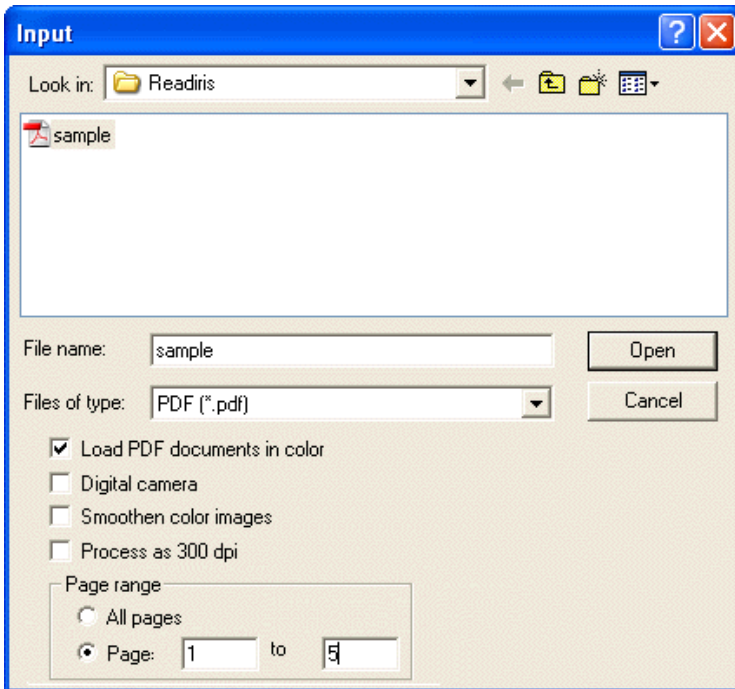 Input
Look in: Readiris
sample
File name: sample Open
Files of type: PDF (*.pdf) Cancel
Load PDF documents in color
Digital camera
Smoothen color images
Process as 300 dpi
Page range
All pages
Page: 1 to 5